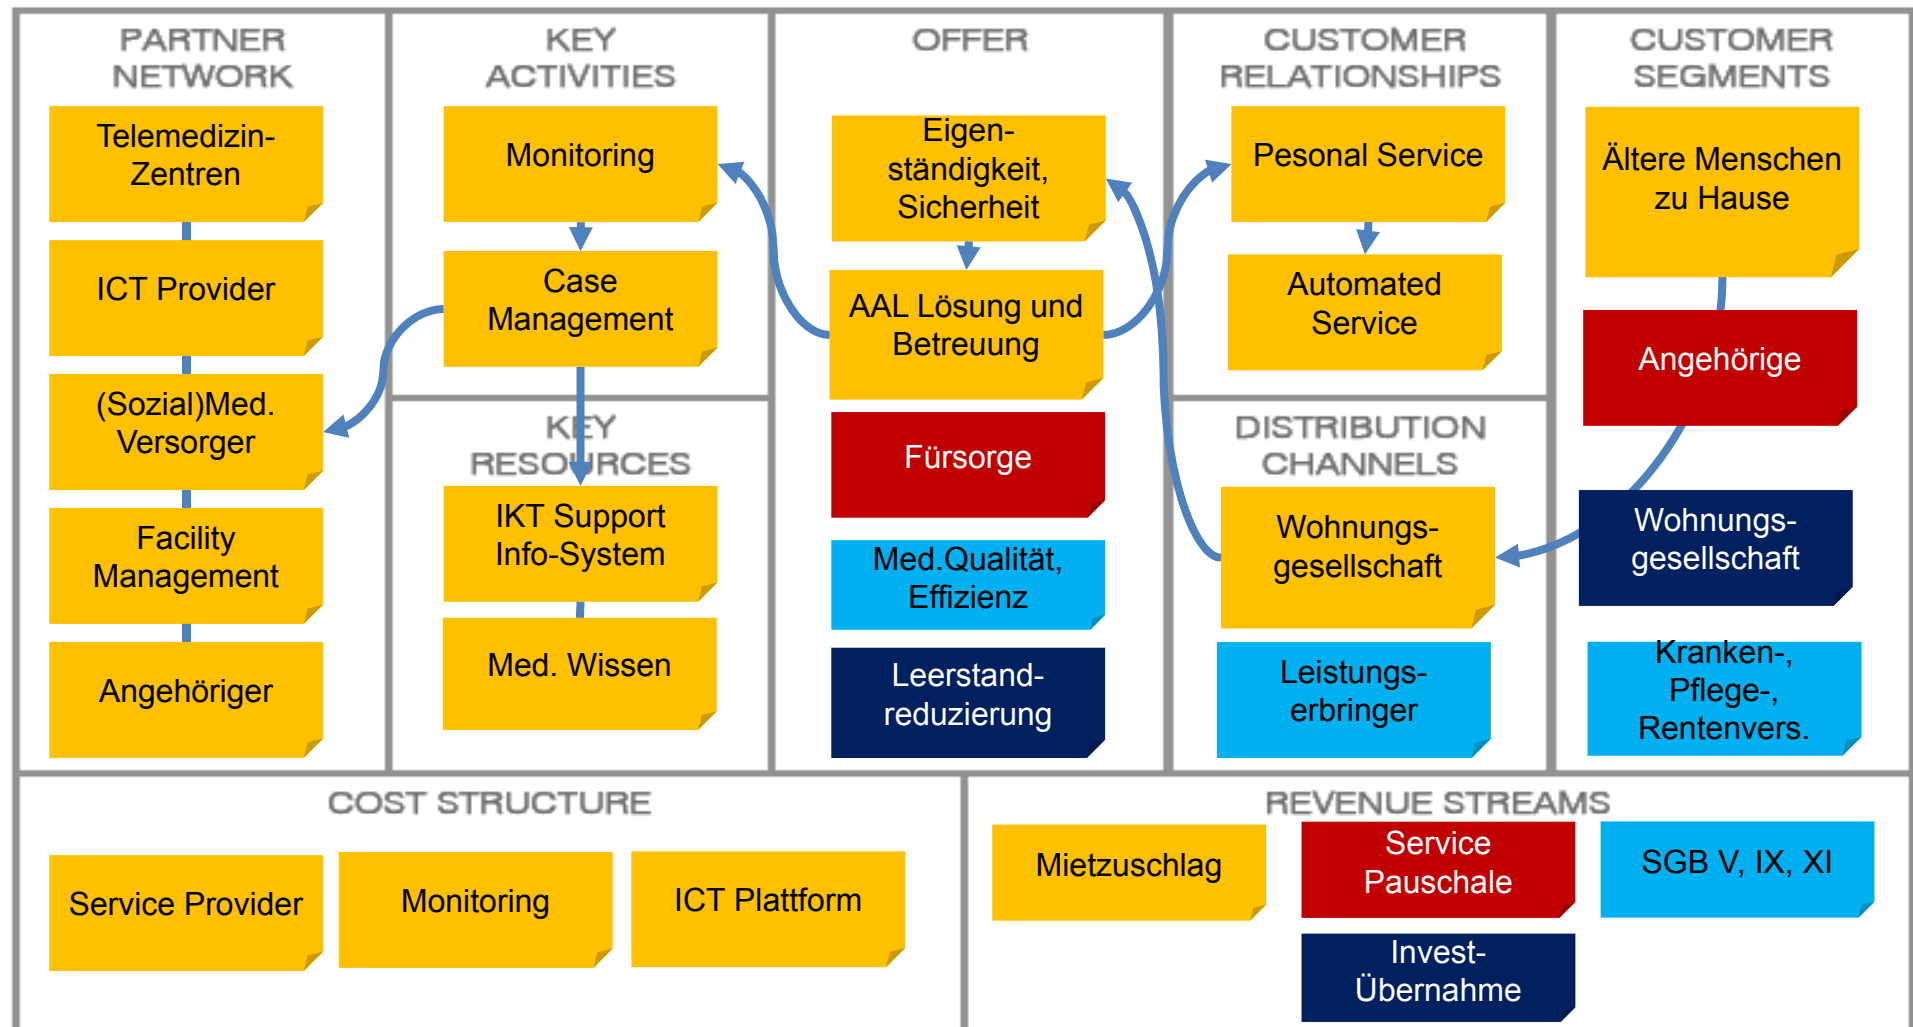 PARTNER
NETWORK
Telemedizin-
Zentren
ICT Provider
(Sozial)Med.
Versorger
Facility
Management
Angehöriger
KEY
ACTIVITIES
Monitoring
Case
Management
KEY
RESOURCES
IKT Support
Info-System
Med. Wissen
OFFER
Eigen-
ständigkeit,
Sicherheit
AAL Lösung und
Betreuung
Fürsorge
Med.Qualität,
Effizienz
Leerstand-
reduzierung
CUSTOMER
RELATIONSHIPS
Pesonal Service
Automated
Service
DISTRIBUTION
CHANNELS
Wohnungs-
gesellschaft
Leistungs-
erbringer
CUSTOMER
SEGMENTS
Ältere Menschen
zu Hause
Angehörige
Wohnungs-
gesellschaft
Kranken-,
Pflege-,
Rentenvers.
COST STRUCTURE
Service Provider
Monitoring
ICT Plattform
REVENUE STREAMS
Mietzuschlag
Service
Pauschale
SGB V, IX, XI
Invest-
Übernahme